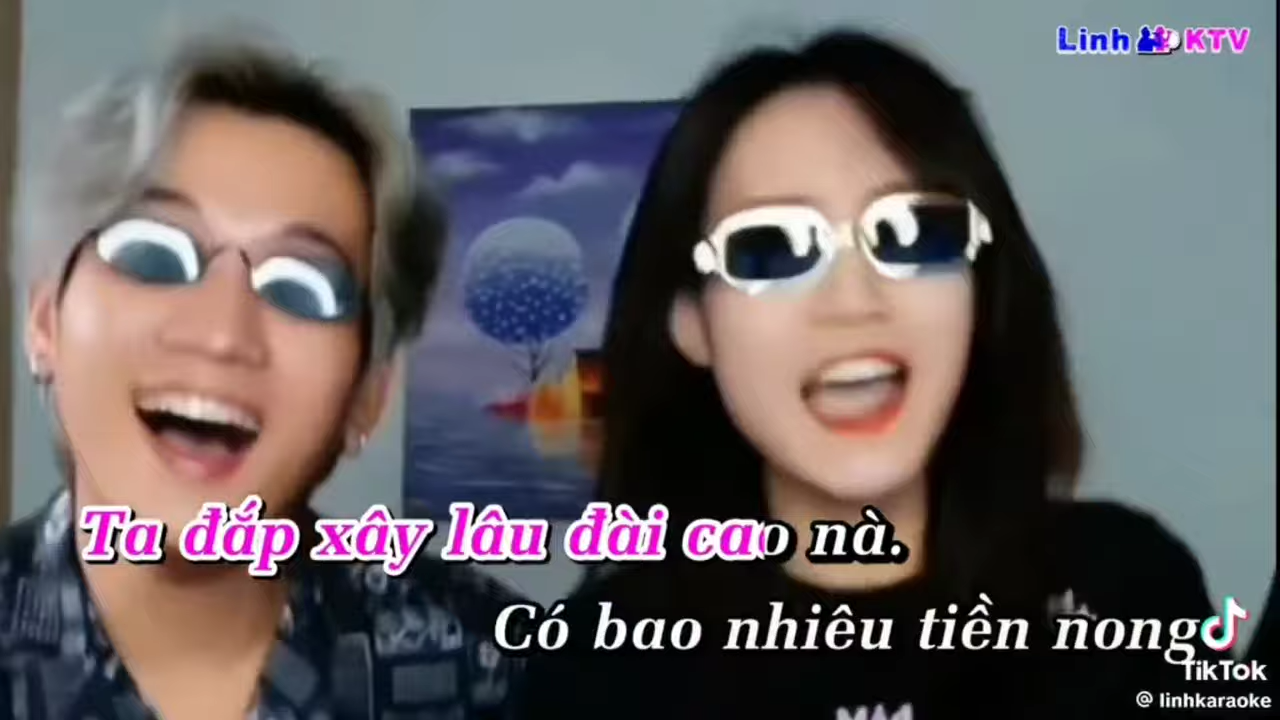 Linh KTV
Ta đắp xây lâu đài cao nà.
Có bao nhiêu tiền nong
TikTok
@ linhkaraoke